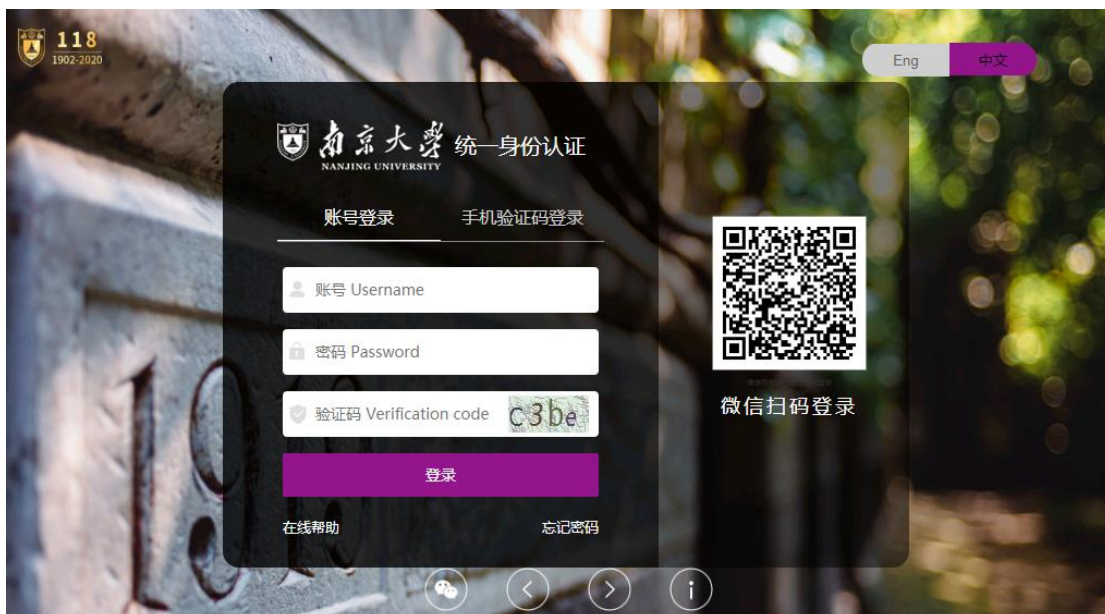 118
1902-2020
Eng
中文
南京大学
NANJING UNIVERSITY
统一身份认证
账号登录
手机验证码登录
账号 Username
密码 Password
验证码 Verification code
c3be
登录
在线帮助
忘记密码
微信扫码登录